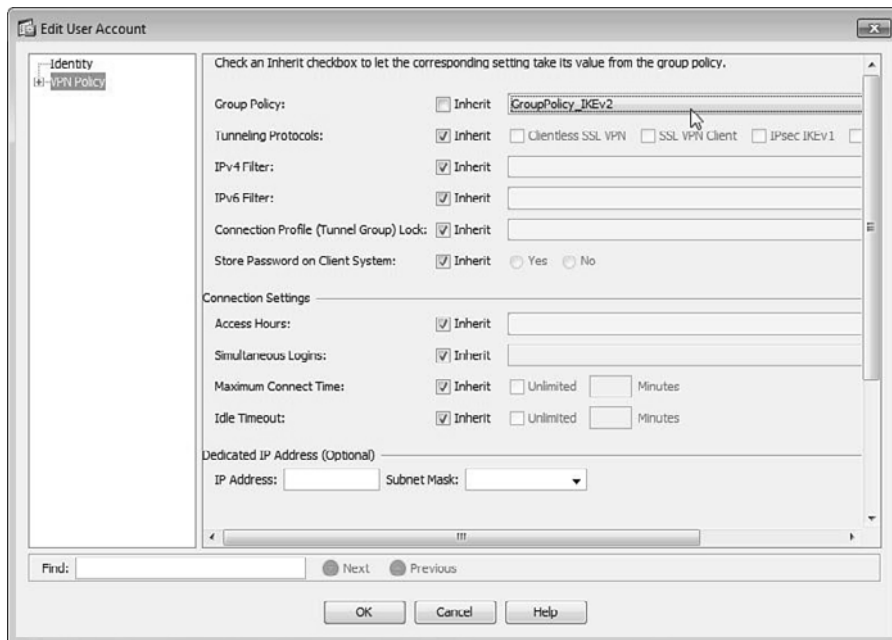 Edit User Account
Identity
VPN Policy
Check an Inherit checkbox to let the corresponding setting take its value from the group policy.
Group Policy: Inherit GroupPolicy_IKEv2
Tunneling Protocols: Inherit Clientless SSL VPN SSL VPN Client IPsec IKEv1
IPv4 Filter: Inherit
IPv6 Filter: Inherit
Connection Profile (Tunnel Group) Lock: Inherit
Store Password on Client System: Inherit Yes No
Connection Settings
Access Hours: Inherit
Simultaneous Logins: Inherit
Maximum Connect Time: Inherit Unlimited Minutes
Idle Timeout: Inherit Unlimited Minutes
Dedicated IP Address (Optional)
IP Address: Subnet Mask:
Find: Next Previous
OK Cancel Help